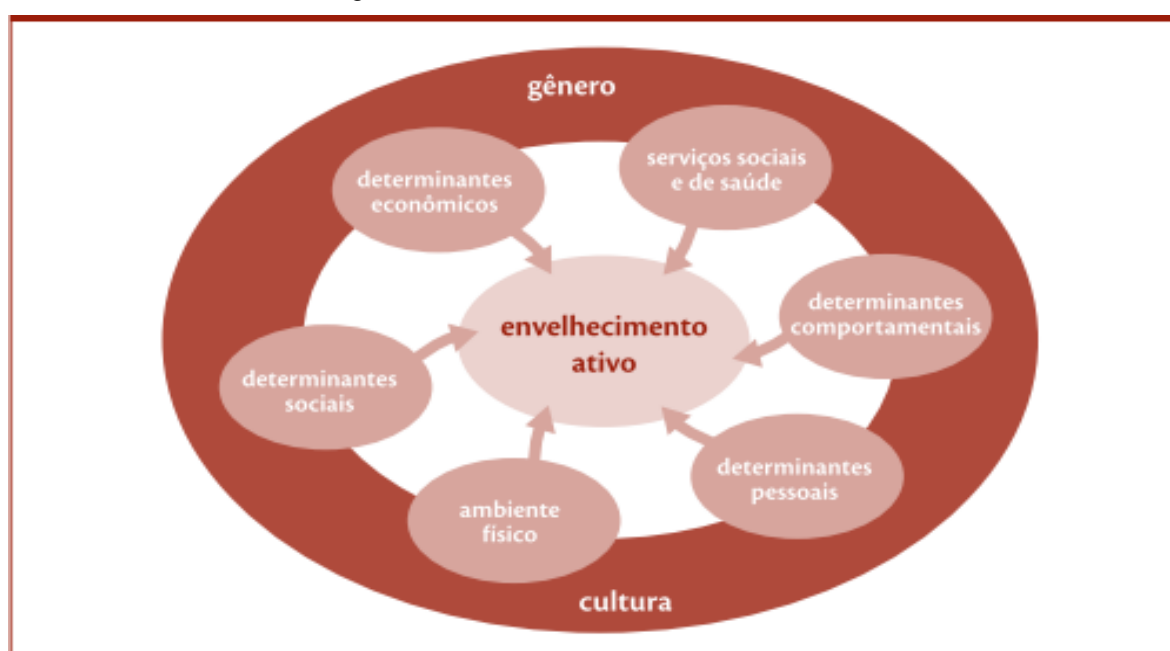 gênero
serviços sociais
e de saúde
determinantes
econômicos
determinantes
comportamentais
envelhecimento
ativo
determinantes
sociais
determinantes
pessoais
ambiente
físico
cultura